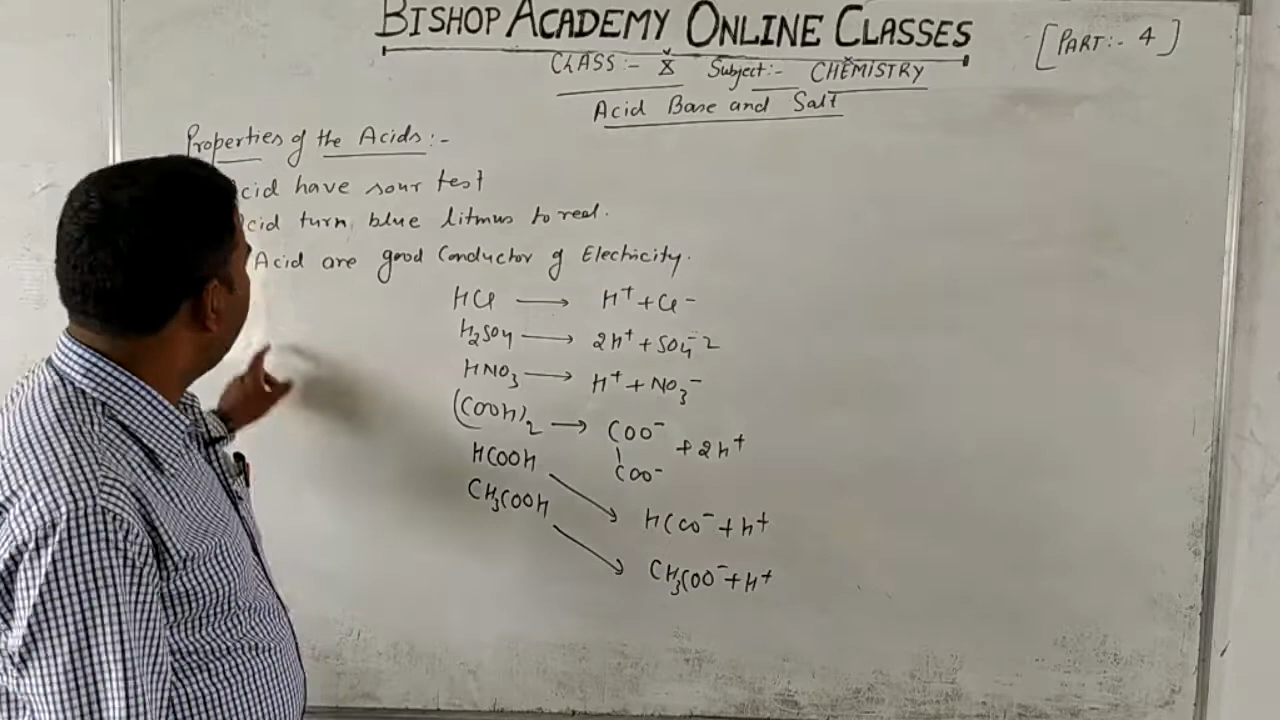 BISHOP ACADEMY ONLINE CLASSES
[PART:- 4]
CLASS :- X Subject:- CHEMISTRY
Acid Base and Salt
Properties of the Acids :-
cid have sour test
cid turn blue litmus to red.
Acid are good Conductor of Electricity.
HCl → H⁺ + Cl⁻
H₂SO₄ → 2H⁺ + SO₄⁻²
HNO₃ → H⁺ + NO₃⁻
(COOH)₂ → COO⁻ + 2H⁺
COO⁻
HCOOH → HCOO⁻ + H⁺
CH₃COOH → CH₃COO⁻ + H⁺